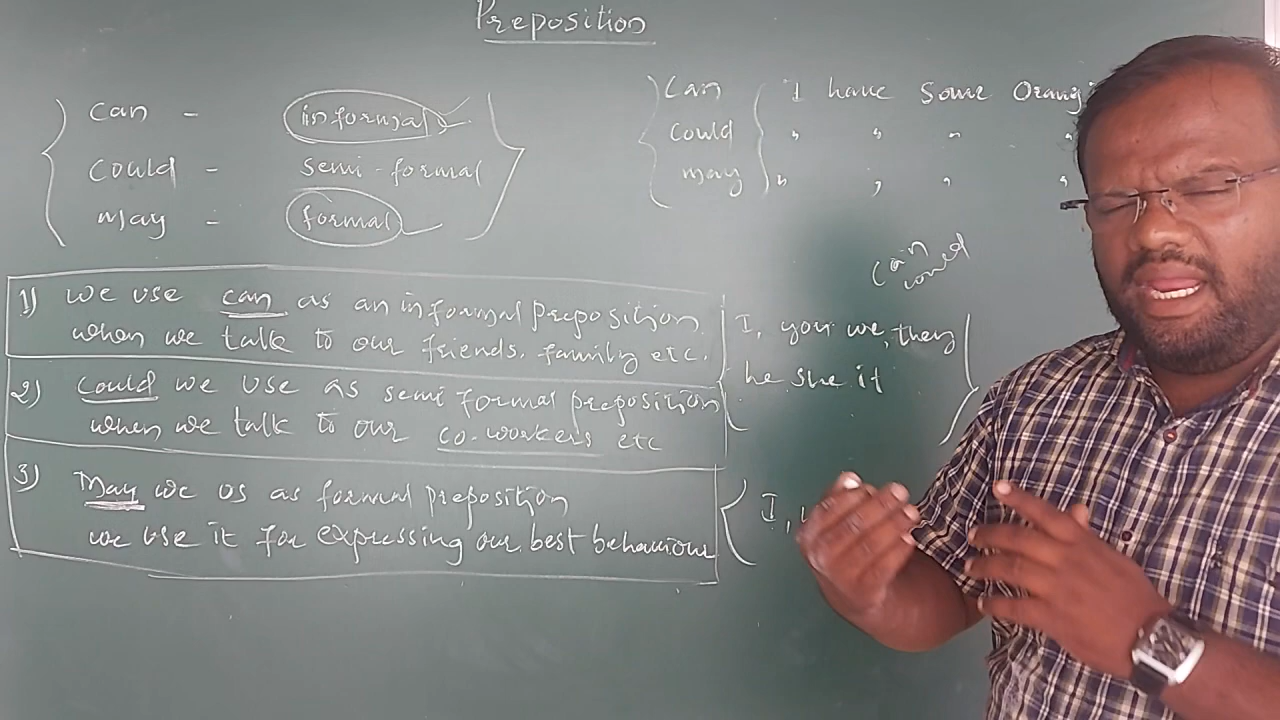 Preposition
can - informal
could - semi-formal
may - formal
can I have some Orang
could " " " "
may " " " "
can
could
1) we use can as an informal preposition
when we talk to our friends, family etc.
2) could we use as semi formal preposition
when we talk to our co-workers etc
3) May we us as formal preposition
we use it for expressing our best behaviour
I, you we, they
he she it
I,